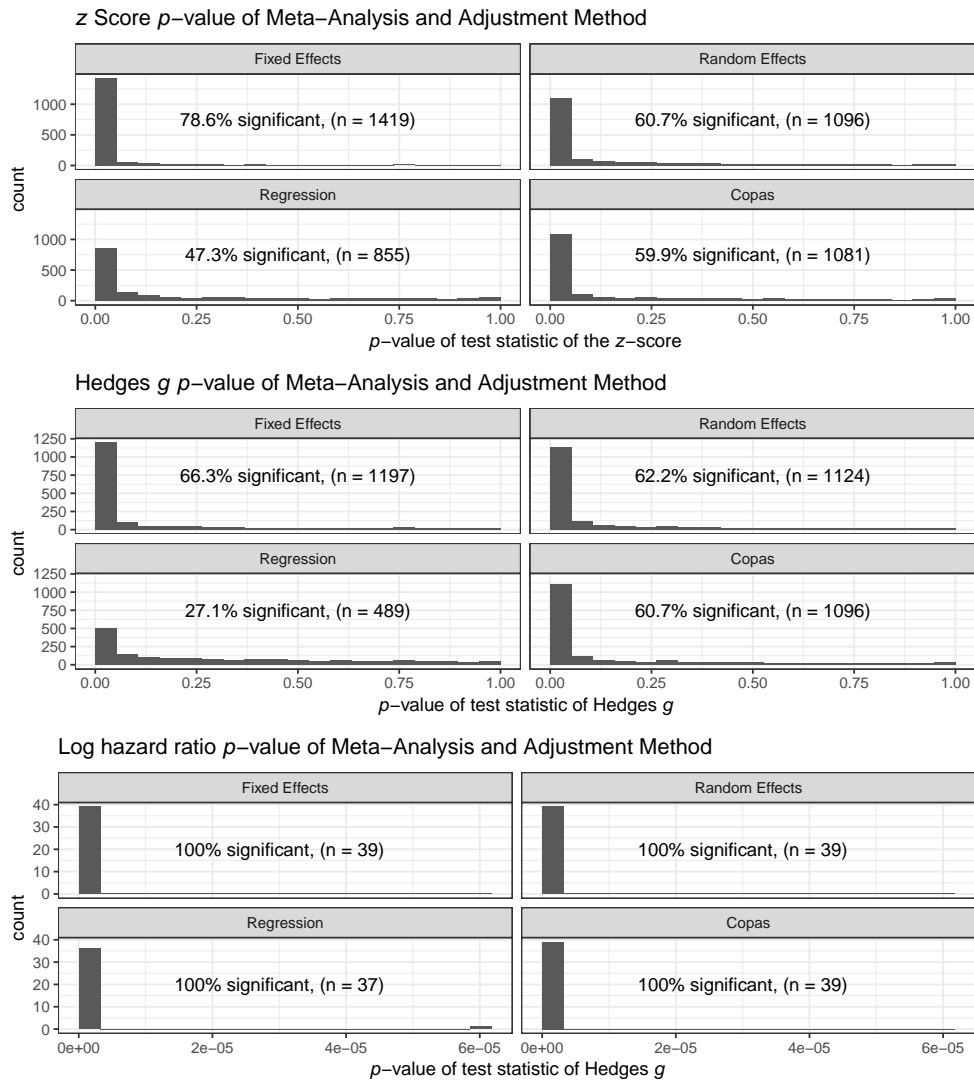 z Score p−value of Meta−Analysis and Adjustment Method
Fixed Effects
Random Effects
78.6% significant, (n = 1419)
60.7% significant, (n = 1096)
1000
500
0
Regression
Copas
47.3% significant, (n = 855)
59.9% significant, (n = 1081)
1000
500
0
count
0.00 0.25 0.50 0.75 1.00 0.00 0.25 0.50 0.75 1.00
p−value of test statistic of the z−score
Hedges g p−value of Meta−Analysis and Adjustment Method
Fixed Effects
Random Effects
66.3% significant, (n = 1197)
62.2% significant, (n = 1124)
1250
1000
750
500
250
0
Regression
Copas
27.1% significant, (n = 489)
60.7% significant, (n = 1096)
1250
1000
750
500
250
0
count
0.00 0.25 0.50 0.75 1.00 0.00 0.25 0.50 0.75 1.00
p−value of test statistic of Hedges g
Log hazard ratio p−value of Meta−Analysis and Adjustment Method
Fixed Effects
Random Effects
100% significant, (n = 39)
100% significant, (n = 39)
40
30
20
10
0
Regression
Copas
100% significant, (n = 37)
100% significant, (n = 39)
40
30
20
10
0
count
0e+00 2e−05 4e−05 6e−05 0e+00 2e−05 4e−05 6e−05
p−value of test statistic of Hedges g